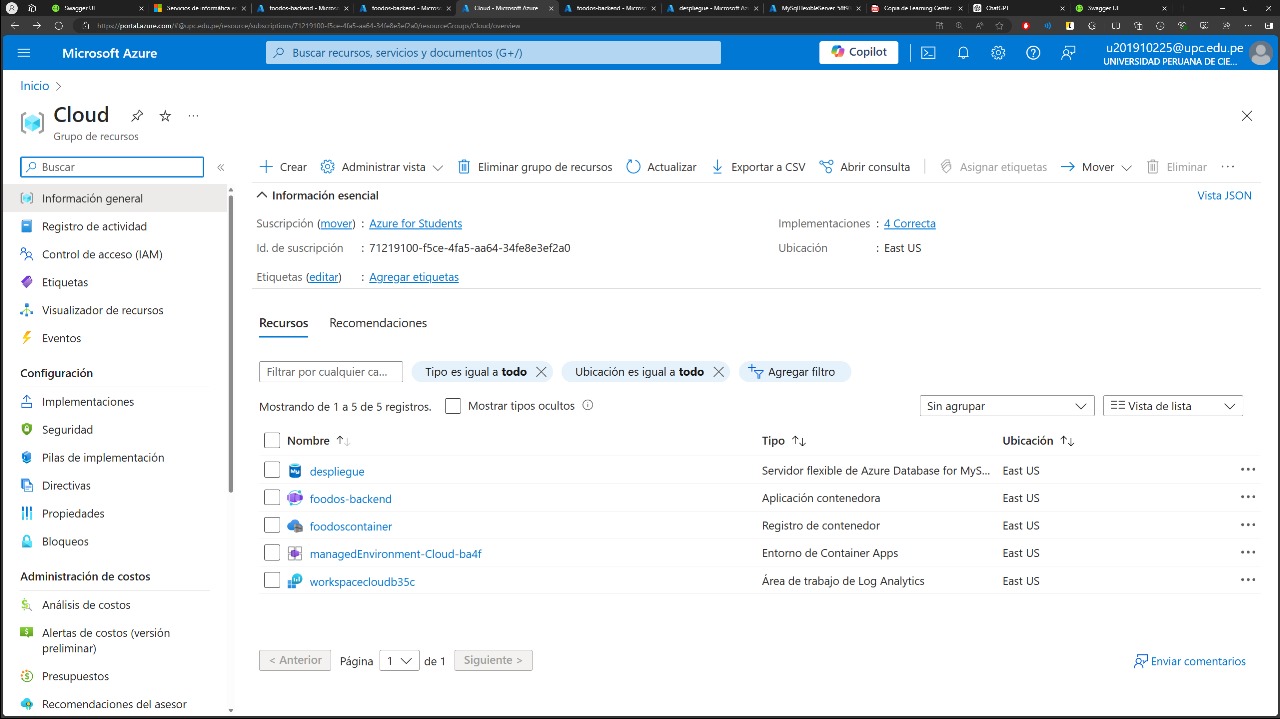 Swagger UI
Servicios de informática e
foodos-backend - Microso
foodos-backend - Microso
Cloud - Microsoft Azure
foodos-backend - Microso
despliegue - Microsoft Az
MySqlFlexibleServer
Copia de Learning Center
ChatGPT
Swagger UI
https://portal.azure.com/#@upc.edu.pe/resource/subscriptions/71219100-f5ce-4fa5-aa64-34fe8e3ef2a0/resourceGroups/Cloud/overview
Microsoft Azure
Buscar recursos, servicios y documentos (G+/)
Copilot
u201910225@upc.edu.pe
UNIVERSIDAD PERUANA DE CIE...
Inicio >
Cloud
Grupo de recursos
Buscar
Crear
Administrar vista
Eliminar grupo de recursos
Actualizar
Exportar a CSV
Abrir consulta
Asignar etiquetas
Mover
Eliminar
Información general
Registro de actividad
Control de acceso (IAM)
Etiquetas
Visualizador de recursos
Eventos
Configuración
Implementaciones
Seguridad
Pilas de implementación
Directivas
Propiedades
Bloqueos
Administración de costos
Análisis de costos
Alertas de costos (versión
preliminar)
Presupuestos
Recomendaciones del asesor
Información esencial
Vista JSON
Suscripción (mover) : Azure for Students
Implementaciones : 4 Correcta
Id. de suscripción : 71219100-f5ce-4fa5-aa64-34fe8e3ef2a0
Ubicación : East US
Etiquetas (editar) : Agregar etiquetas
Recursos
Recomendaciones
Filtrar por cualquier ca...
Tipo es igual a todo
Ubicación es igual a todo
Agregar filtro
Mostrando de 1 a 5 de 5 registros.
Mostrar tipos ocultos
Sin agrupar
Vista de lista
Nombre ↑↓ Tipo ↑↓ Ubicación ↑↓
despliegue Servidor flexible de Azure Database for MyS... East US
foodos-backend Aplicación contenedora East US
foodoscontainer Registro de contenedor East US
managedEnvironment-Cloud-ba4f Entorno de Container Apps East US
workspacecloudb35c Área de trabajo de Log Analytics East US
< Anterior Página 1 de 1 Siguiente >
Enviar comentarios